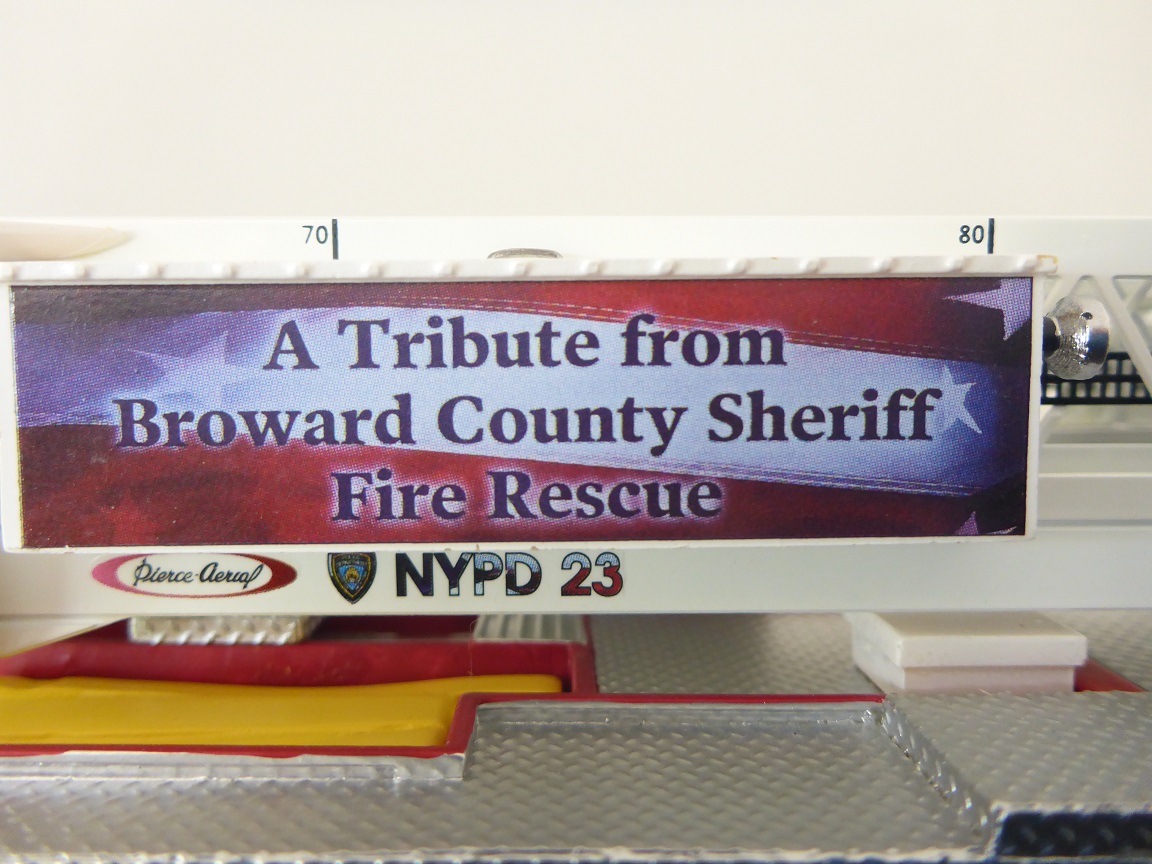 70 80
A Tribute from
Broward County Sheriff
Fire Rescue
Pierce-Aerial NYPD 23